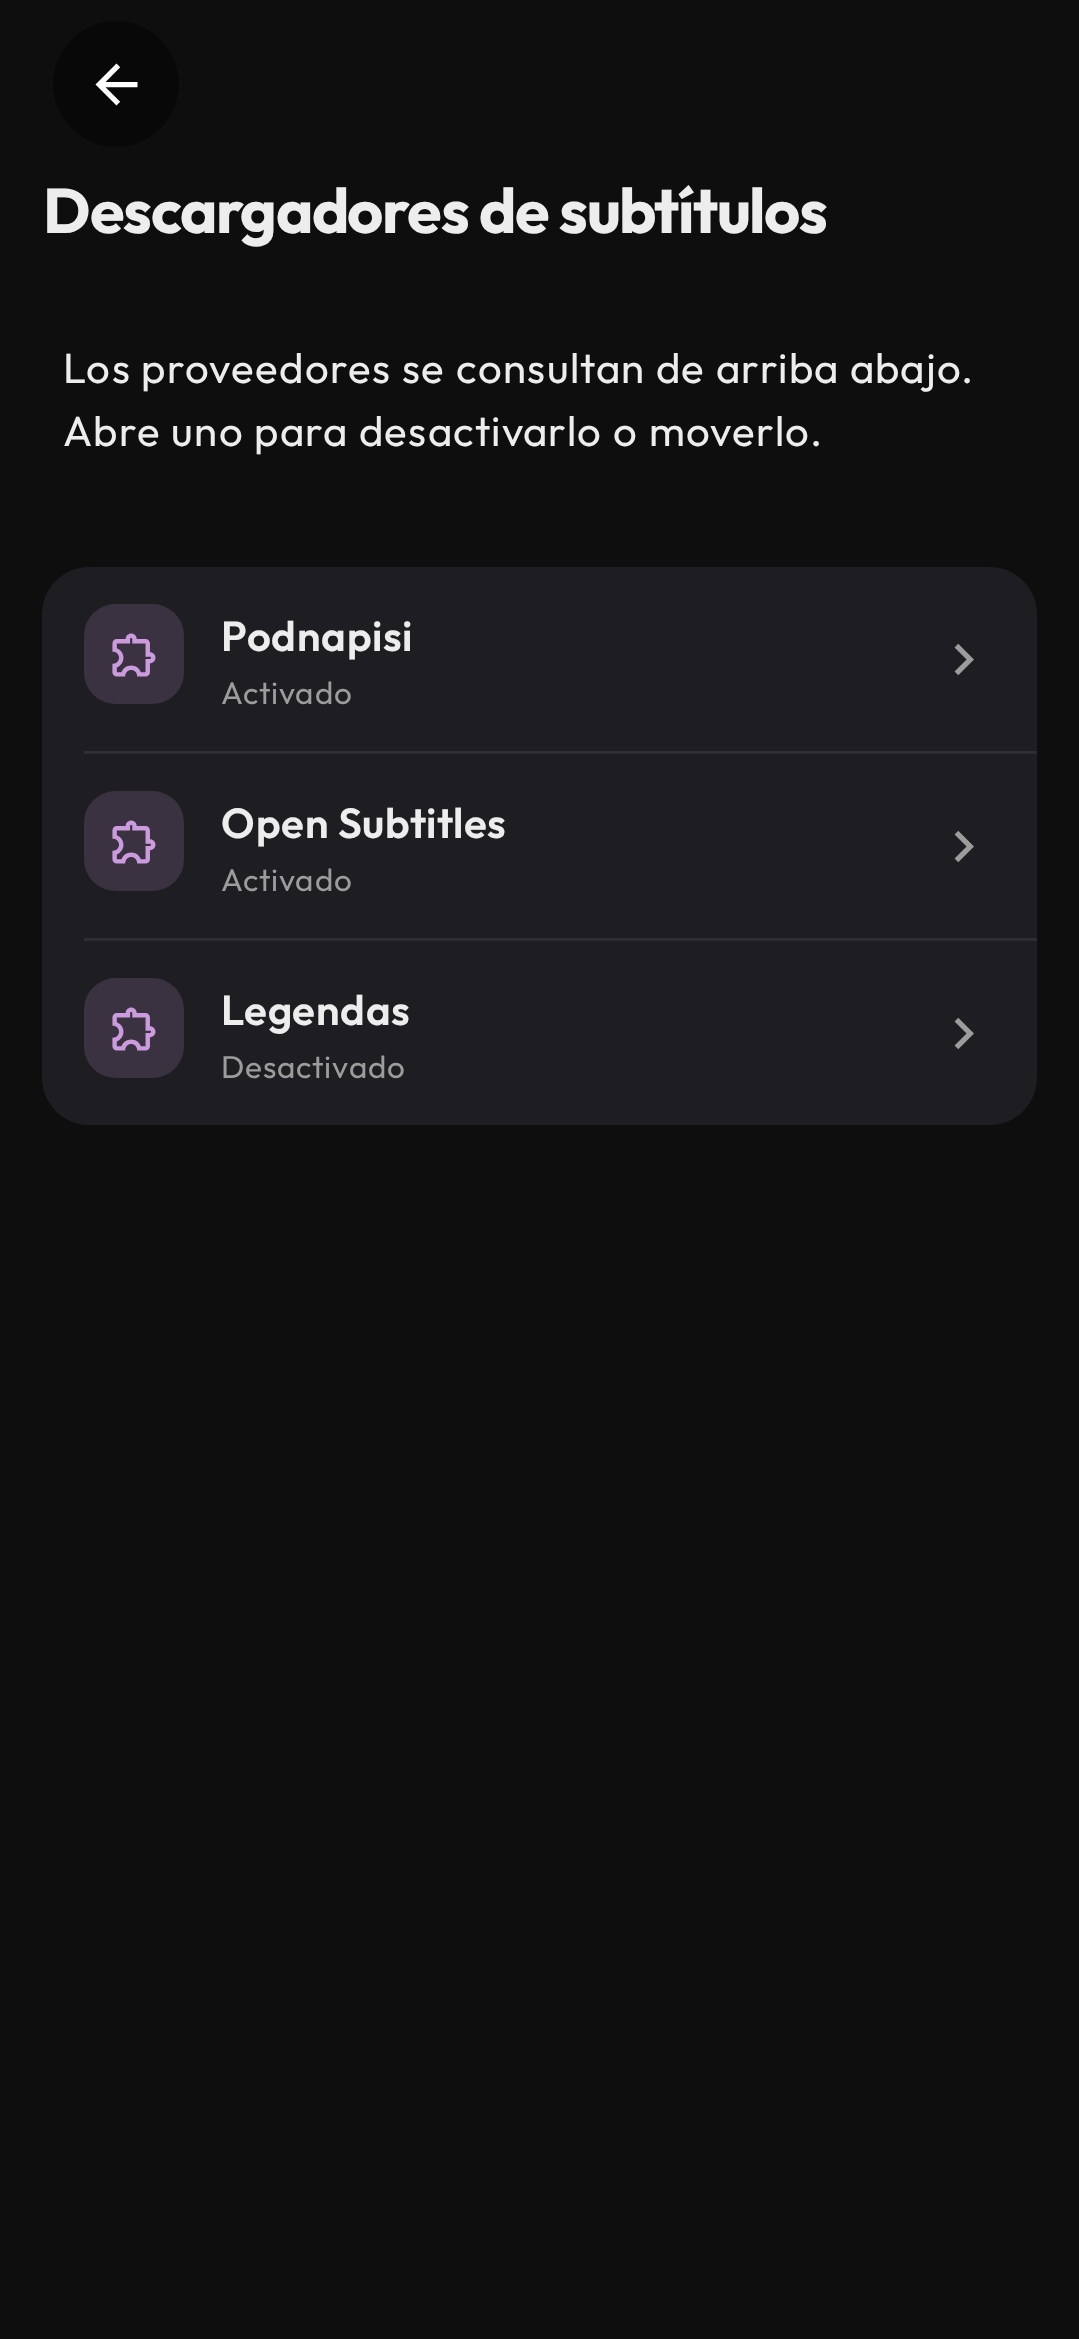 Descargadores de subtítulos
Los proveedores se consultan de arriba abajo.
Abre uno para desactivarlo o moverlo.
Podnapisi
Activado
Open Subtitles
Activado
Legendas
Desactivado